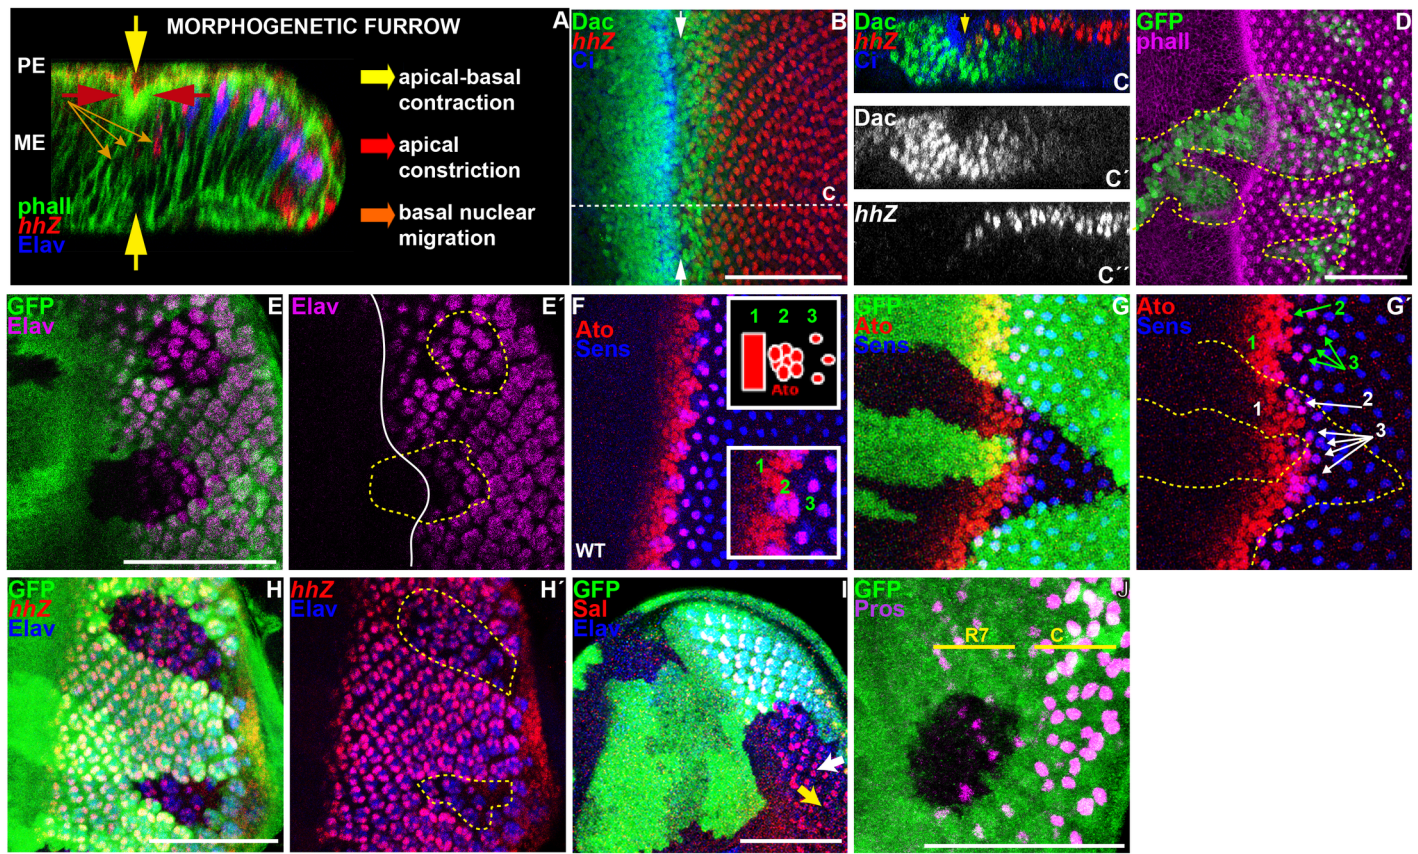 MORPHOGENETIC FURROW
A
PE
ME
phall
hhZ
Elav
apical-basal
contraction
apical
constriction
basal nuclear
migration
Dac
hhZ
Ci
B
C
Dac
hhZ
Ci
C
Dac
C´
hhZ
C´´
GFP
phall
D
GFP
Elav
E
Elav
E´
F
Ato
Sens
1 2 3
Ato
1
2
3
WT
GFP
Ato
Sens
G
Ato
Sens
G´
2
1
3
1
2
3
GFP
hhZ
Elav
H
hhZ
Elav
H´
GFP
Sal
Elav
I
GFP
Pros
J
R7
C